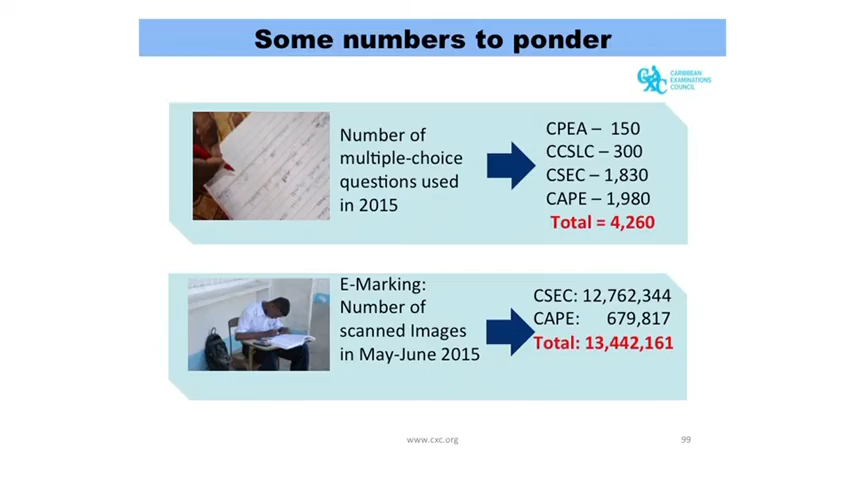 Some numbers to ponder
CXC
CARIBBEAN
EXAMINATIONS
COUNCIL
Number of
multiple-choice
questions used
in 2015
CPEA – 150
CCSLC – 300
CSEC – 1,830
CAPE – 1,980
Total = 4,260
E-Marking:
Number of
scanned Images
in May-June 2015
CSEC: 12,762,344
CAPE: 679,817
Total: 13,442,161
www.cxc.org
99